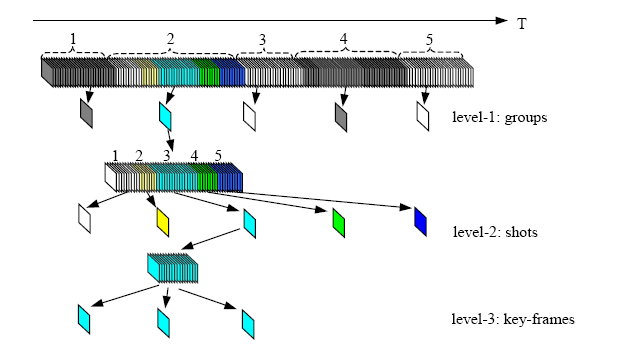 T
1 2 3 4 5
level-1: groups
1 2 3 4 5
level-2: shots
level-3: key-frames